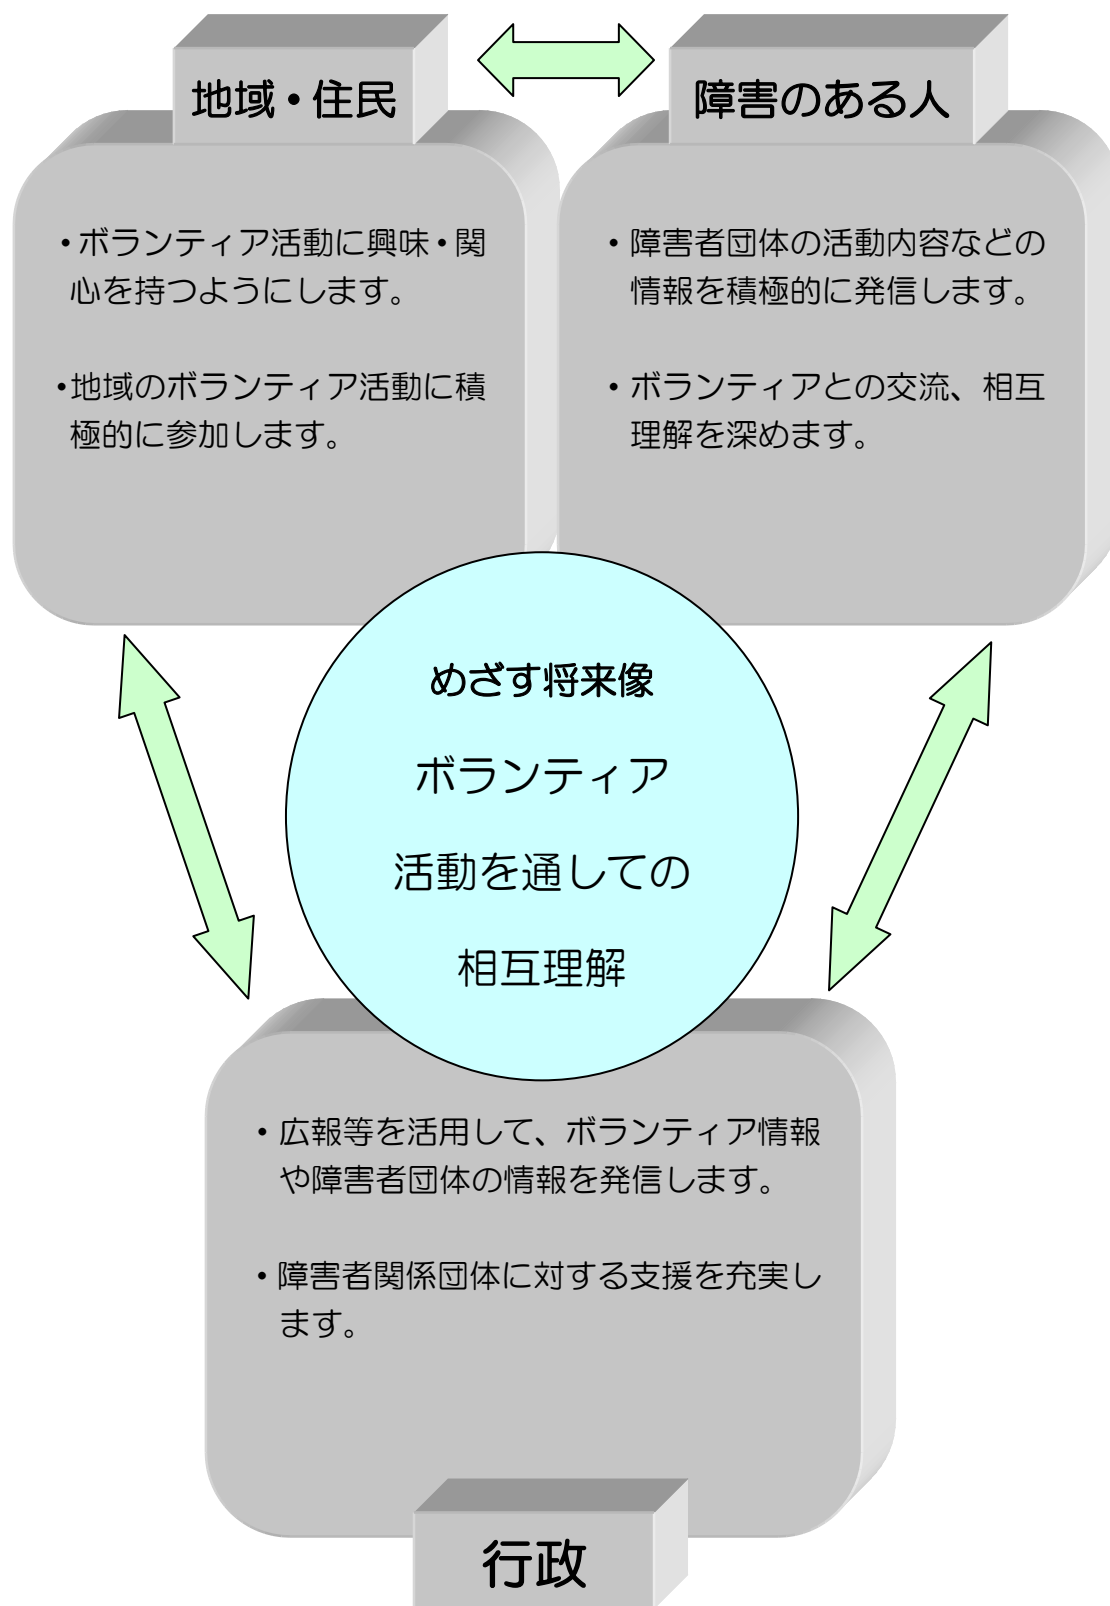 地域・住民
・ボランティア活動に興味・関
心を持つようにします。
・地域のボランティア活動に積
極的に参加します。
障害のある人
・障害者団体の活動内容などの
情報を積極的に発信します。
・ボランティアとの交流、相互
理解を深めます。
めざす将来像
ボランティア
活動を通しての
相互理解
・広報等を活用して、ボランティア情報
や障害者団体の情報を発信します。
・障害者関係団体に対する支援を充実し
ます。
行政